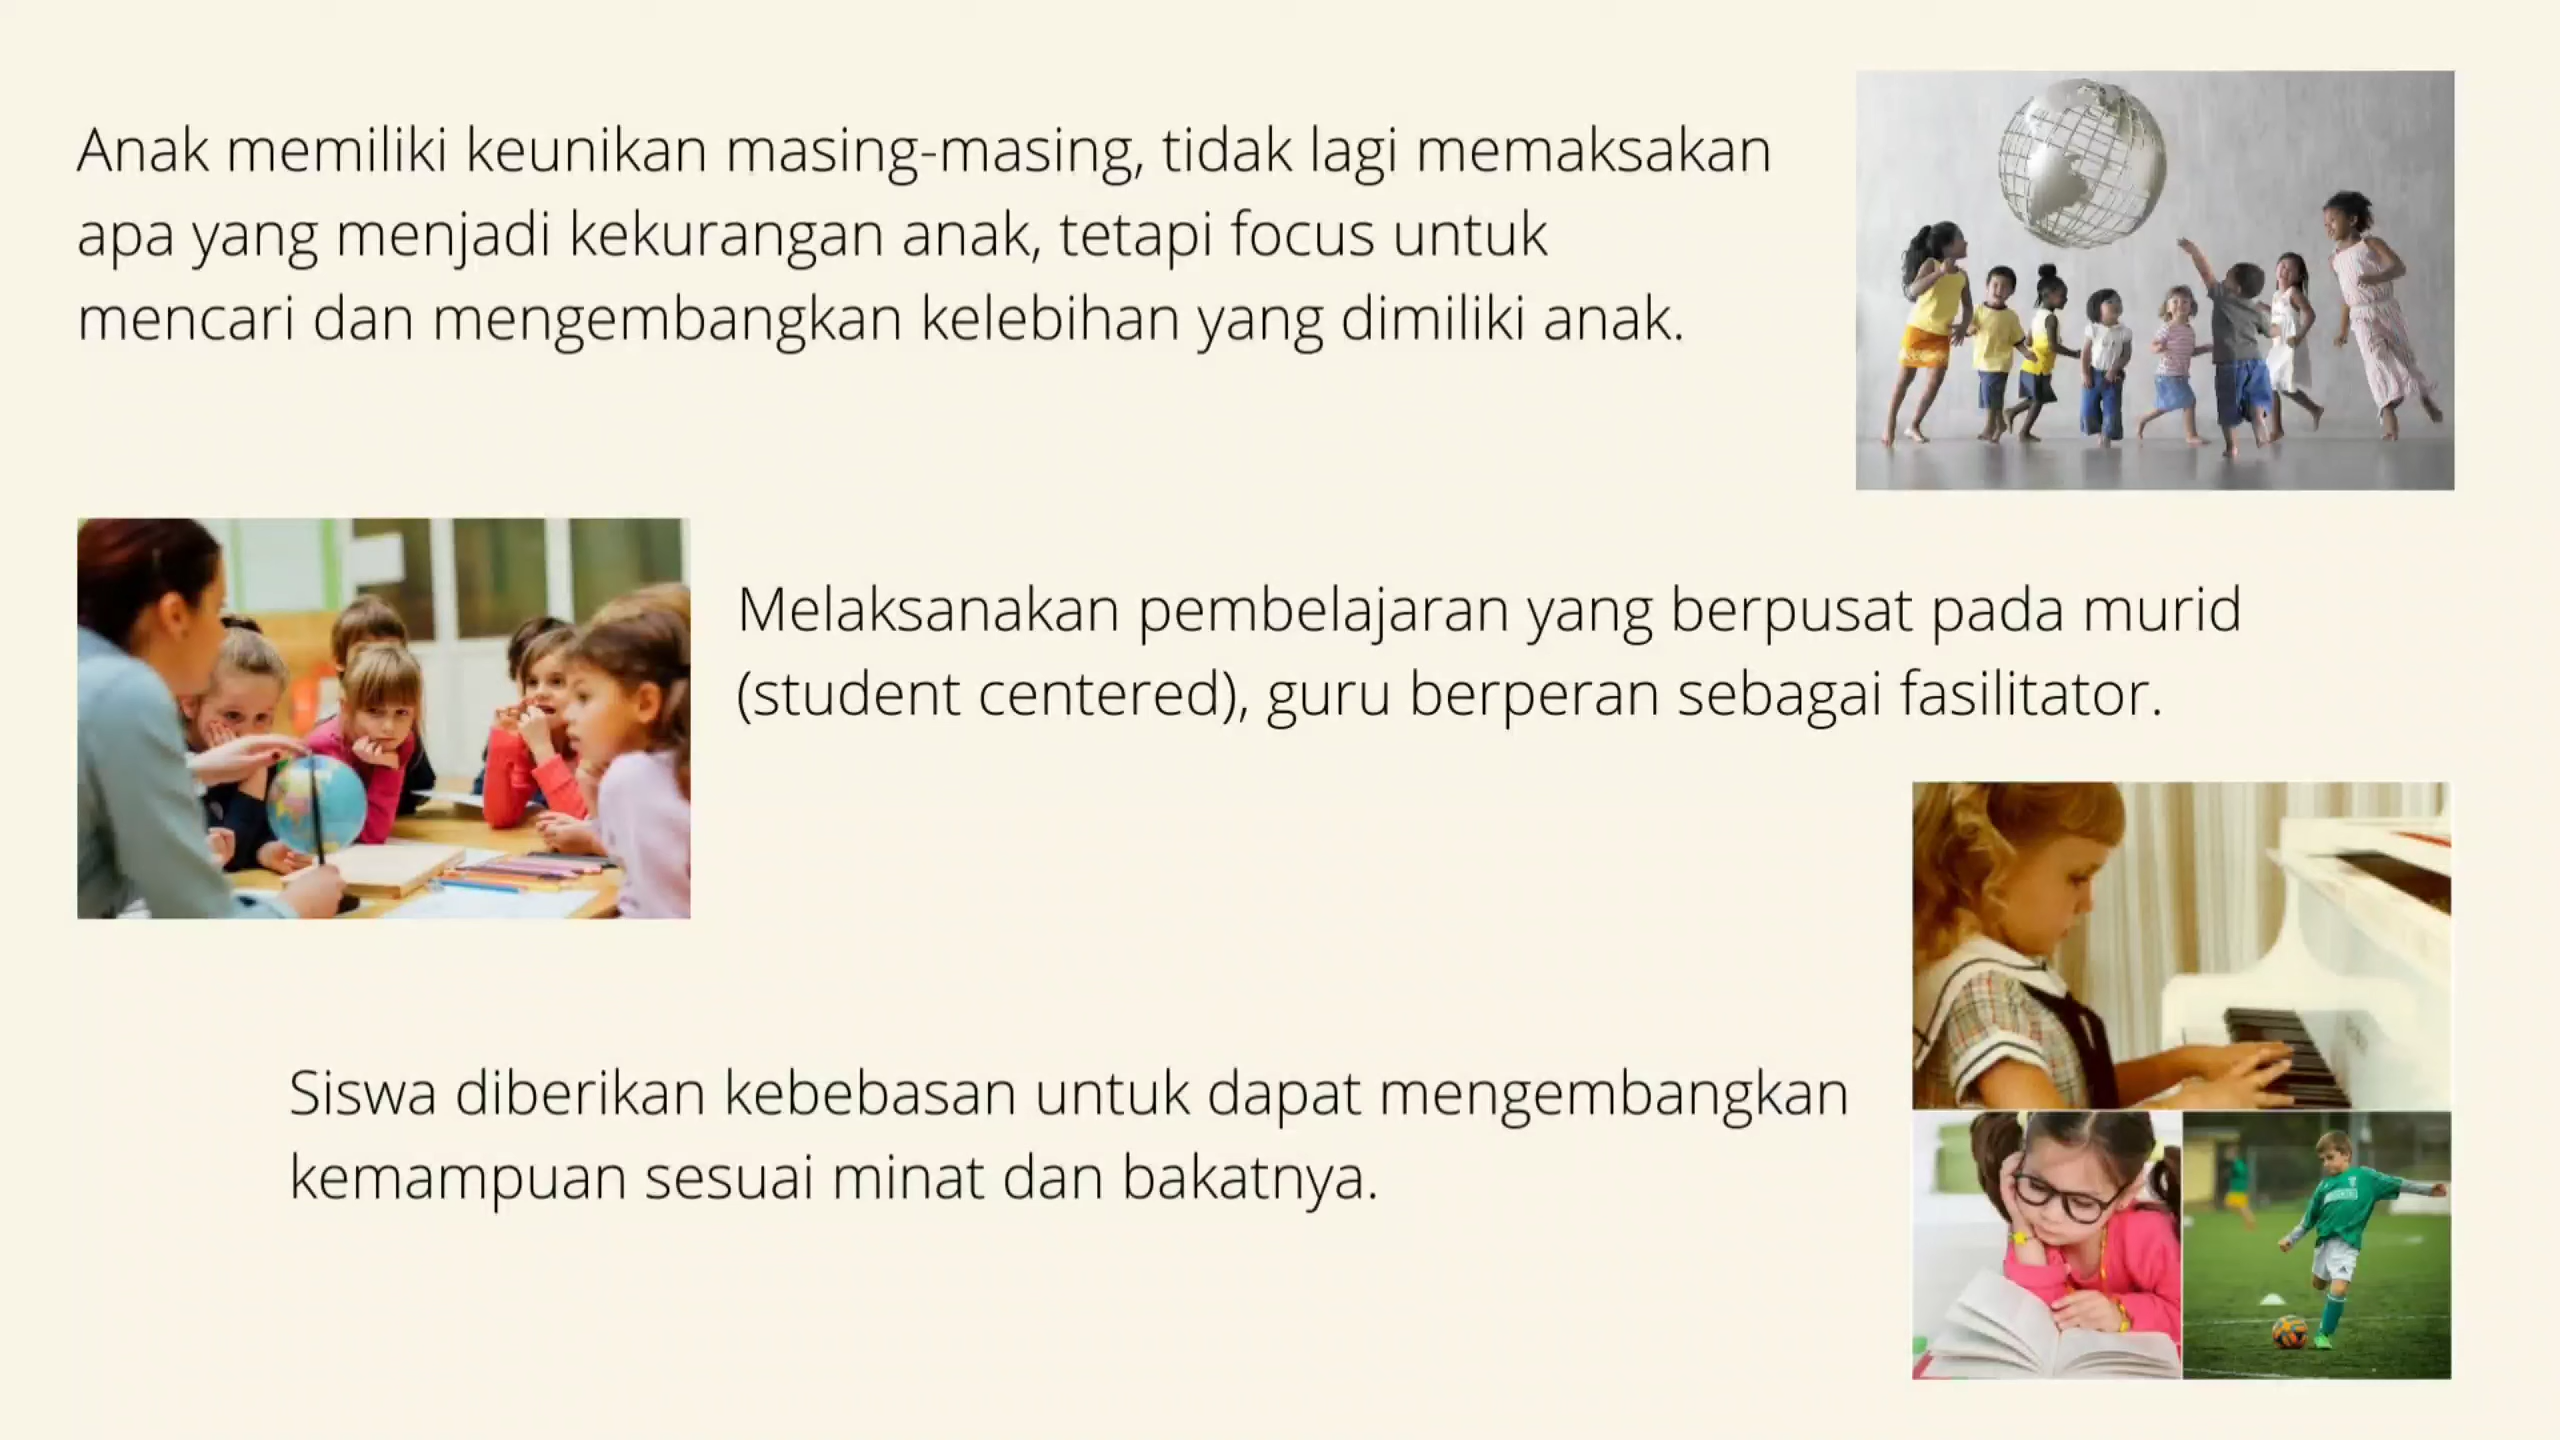 Anak memiliki keunikan masing-masing, tidak lagi memaksakan
apa yang menjadi kekurangan anak, tetapi focus untuk
mencari dan mengembangkan kelebihan yang dimiliki anak.
Melaksanakan pembelajaran yang berpusat pada murid
(student centered), guru berperan sebagai fasilitator.
Siswa diberikan kebebasan untuk dapat mengembangkan
kemampuan sesuai minat dan bakatnya.